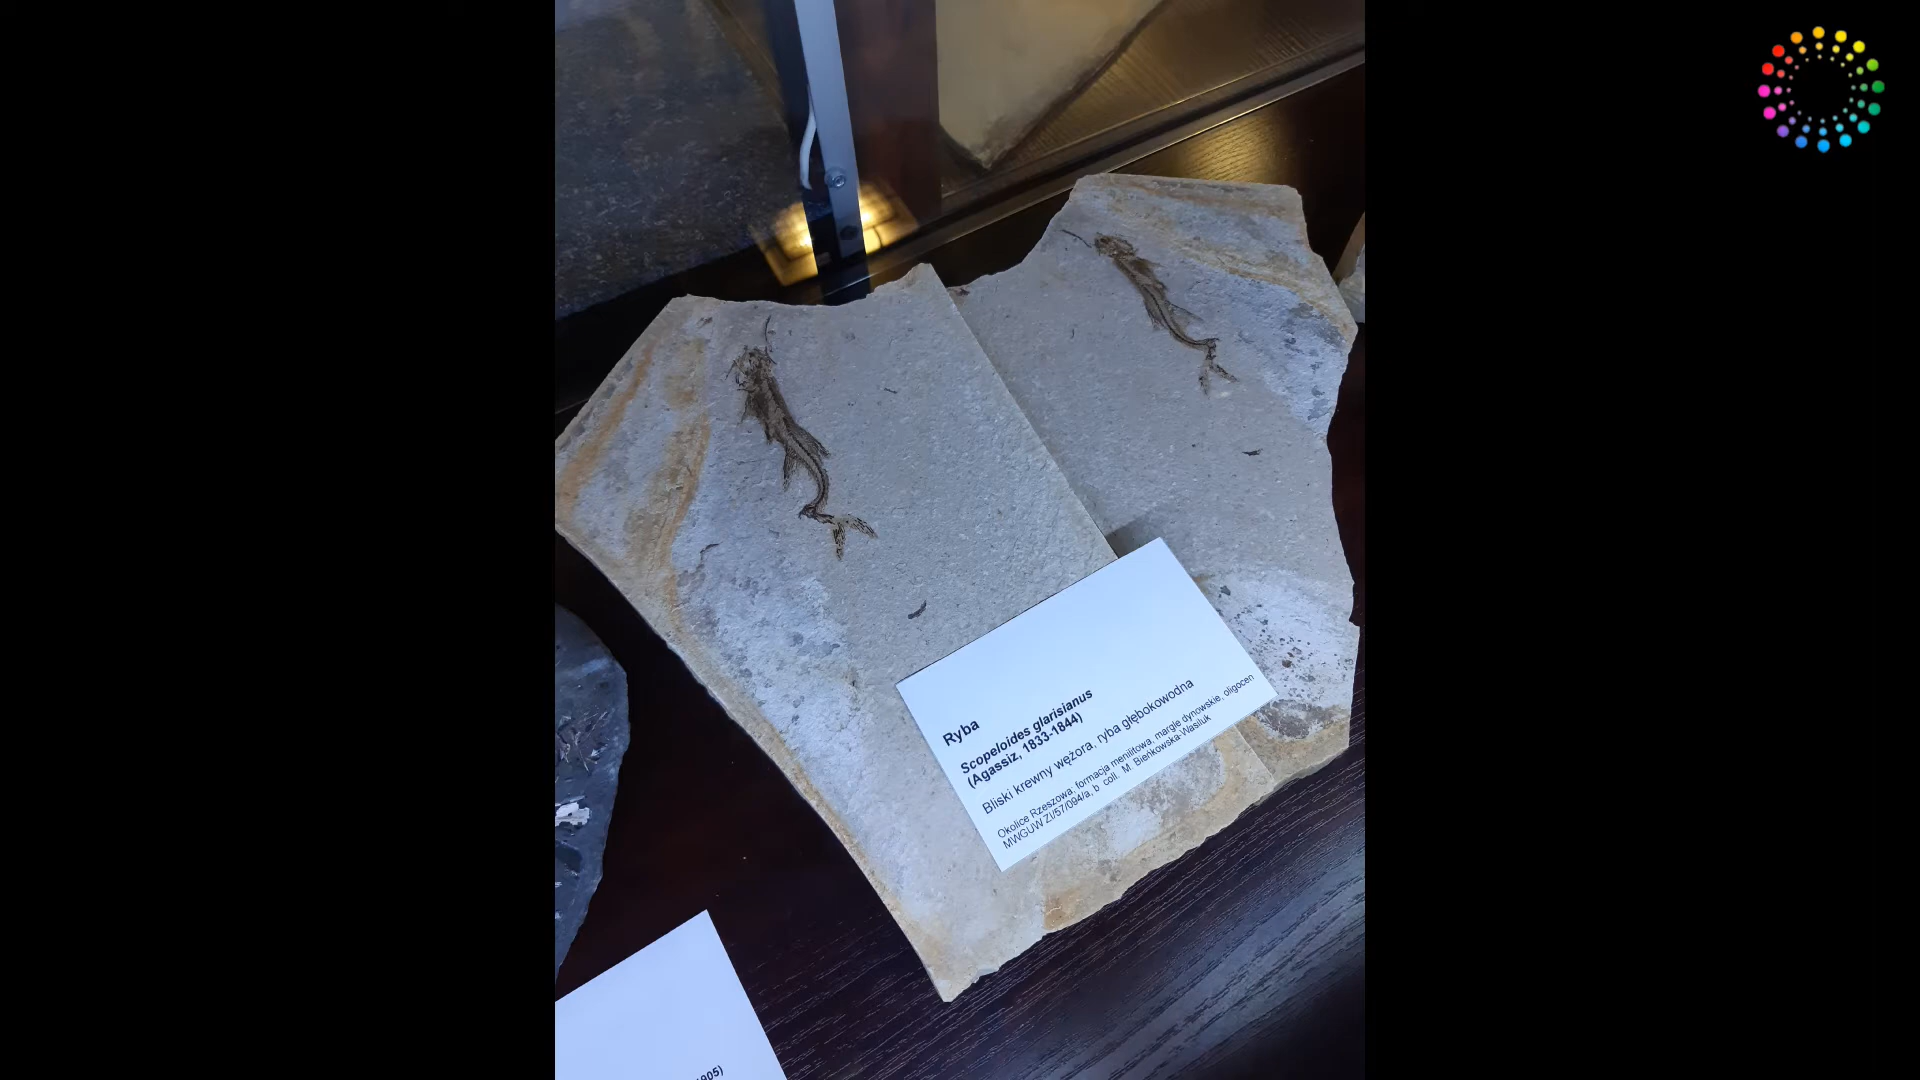 Ryba
Scopeloides glarisianus
(Agassiz, 1833-1844)
Bliski krewny wężora, ryba głębokowodna
Okolice Rzeszowa, formacja menilitowa, margle dynowskie, oligocen
MWGUW ZI/57/094/a, b coll. M. Bieńkowska-Wasiluk
905)